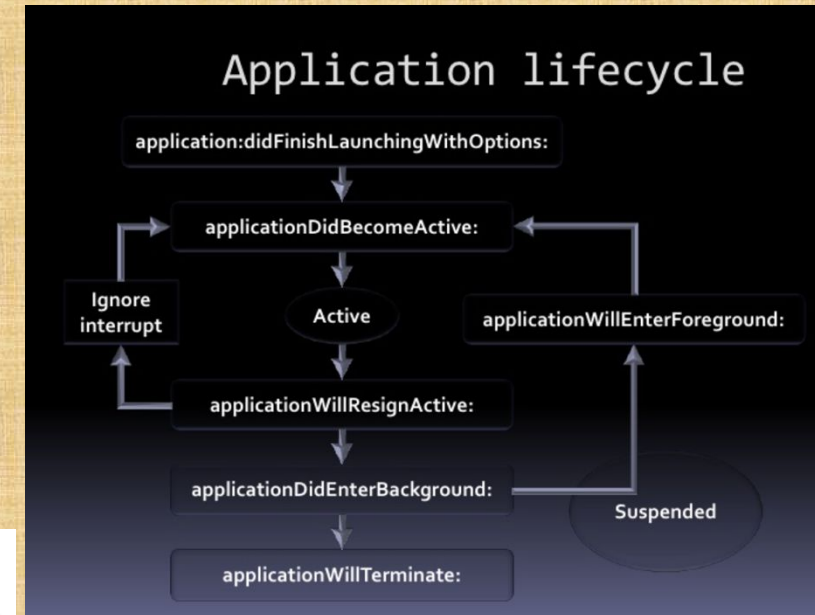 Application lifecycle
application:didFinishLaunchingWithOptions:
applicationDidBecomeActive:
Ignore
interrupt
Active
applicationWillEnterForeground:
applicationWillResignActive:
applicationDidEnterBackground:
Suspended
applicationWillTerminate: